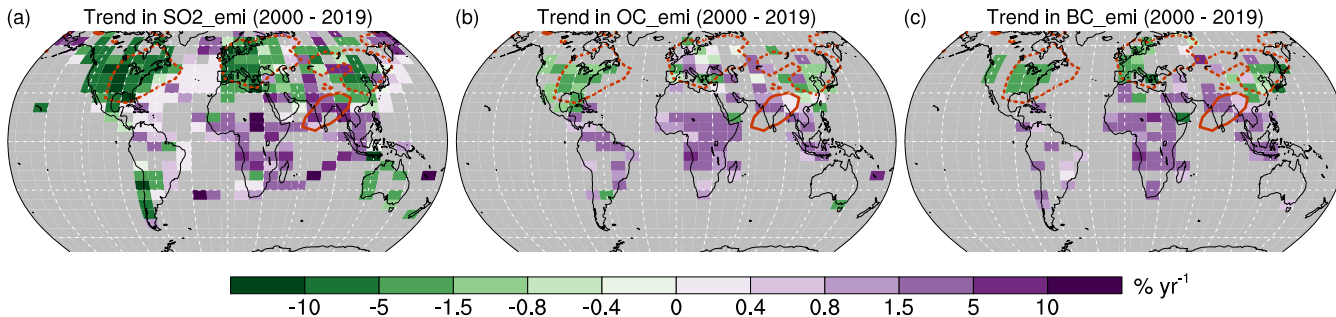 (a) Trend in SO2_emi (2000 - 2019)
(b) Trend in OC_emi (2000 - 2019)
(c) Trend in BC_emi (2000 - 2019)
-10 -5 -1.5 -0.8 -0.4 0 0.4 0.8 1.5 5 10 % yr⁻¹